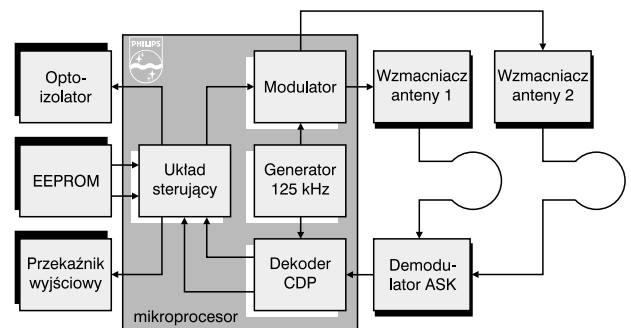 PHILIPS
Opto-
izolator
Modulator
Wzmacniacz
anteny 1
Wzmacniacz
anteny 2
EEPROM
Układ
sterujący
Generator
125 kHz
Przekaźnik
wyjściowy
Dekoder
CDP
Demodu-
lator ASK
mikroprocesor